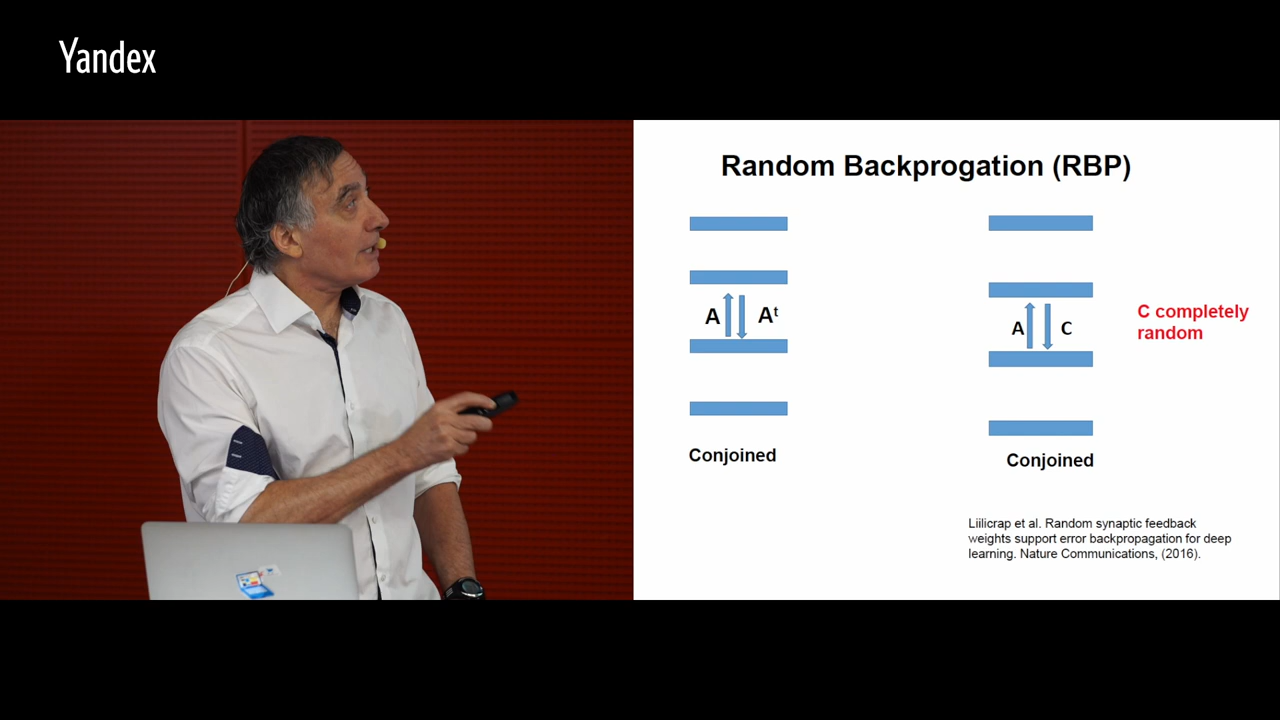 Yandex
Random Backprogation (RBP)
A
Aᵗ
A
C
C completely
random
Conjoined
Conjoined
Liilicrap et al. Random synaptic feedback
weights support error backpropagation for deep
learning. Nature Communications, (2016).